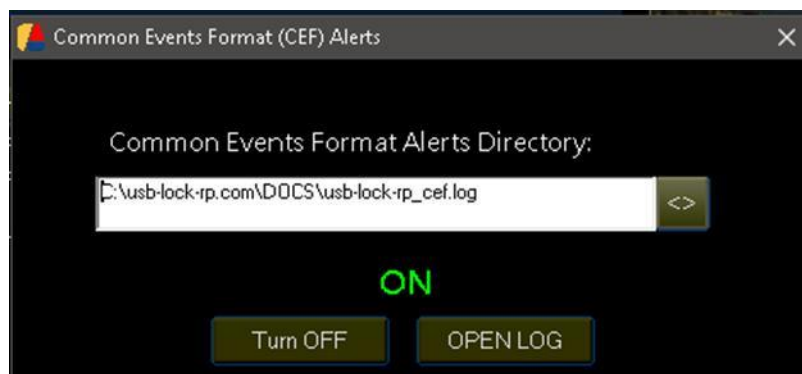 Common Events Format (CEF) Alerts
Common Events Format Alerts Directory:
C:\usb-lock-rp.com\DOCS\usb-lock-rp_cef.log <>
ON
Turn OFF OPEN LOG